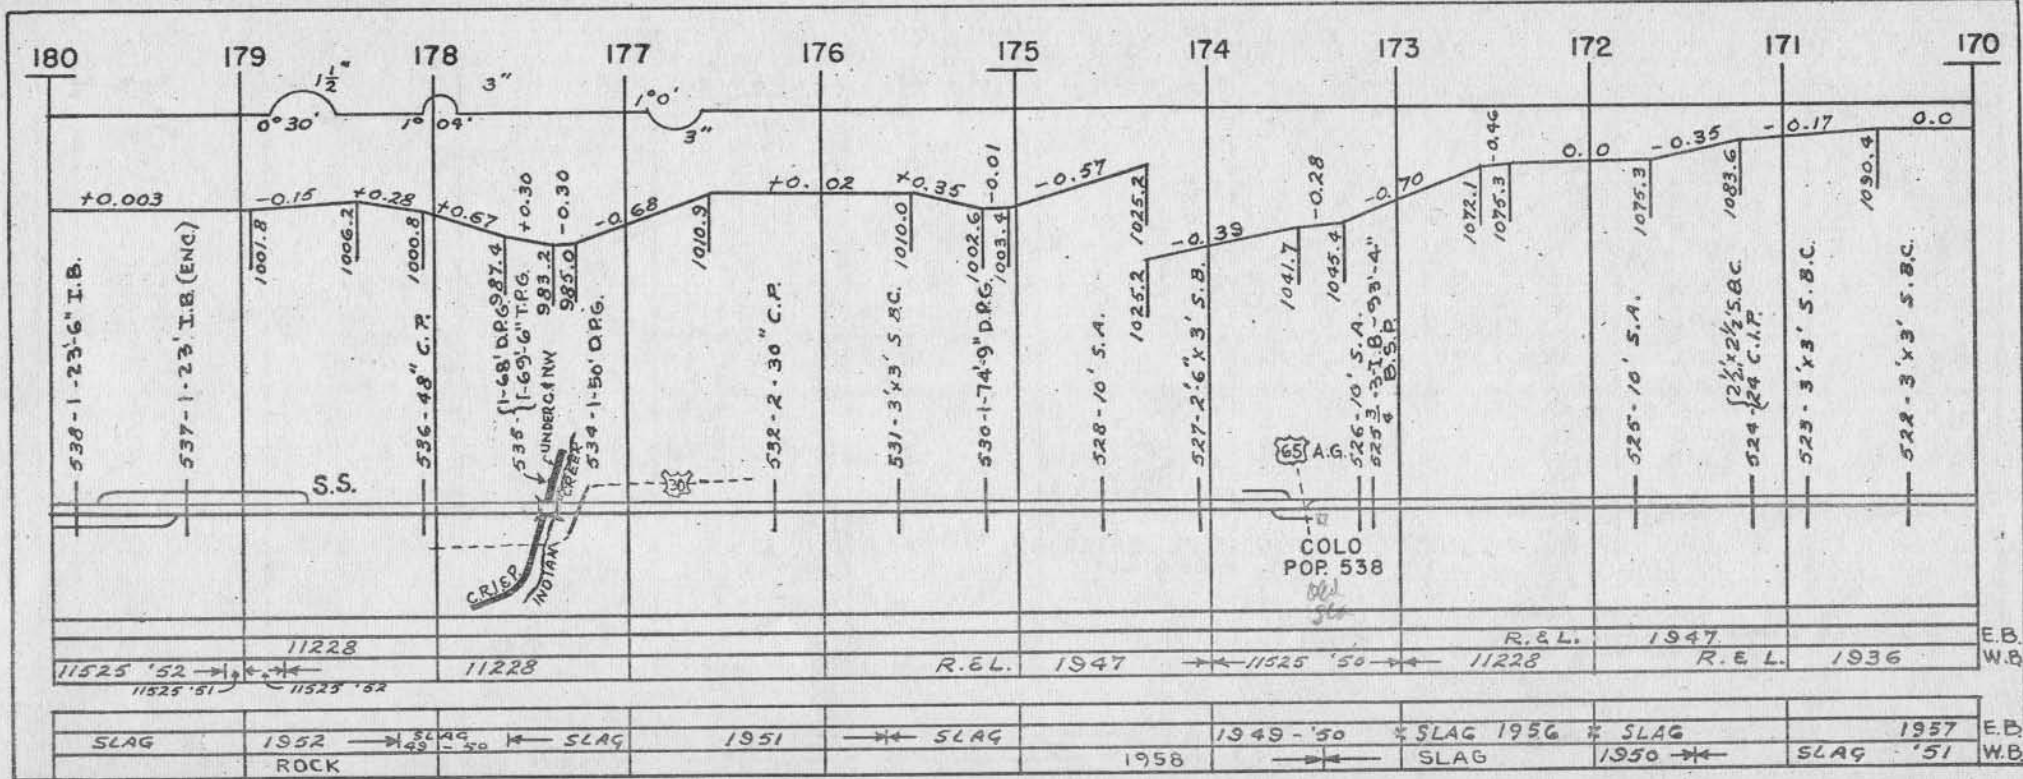 180 179 178 177 176 175 174 173 172 171 170
1½" 3"
0°30' 1°04' 1°0' 3"
+0.003 -0.15 +0.28 +0.67 +0.30 -0.30 -0.68 +0.02 +0.35 -0.01 -0.57 -0.39 -0.28 -0.70 -0.46 0.0 -0.35 -0.17 0.0
1001.8 1006.2 1000.8 987.4 983.2 985.0 1010.9 1010.0 1002.6 1003.4 1025.2 1025.2 1041.7 1045.4 1072.1 1075.3 1075.3 1083.6 1090.4
538-1-23'-6" I.B.
537-1-23' I.B.(ENC.)
536-48" C.P.
535-{1-68' D.P.G.
1-69'-6" T.P.G.
UNDER C.&NW
534-1-50' D.P.G.
532-2-30" C.P.
531-3'x3' S.B.C.
530-1-74'-9" D.P.G.
528-10' S.A.
527-2'-6"x3' S.B.
526-10' S.A.
525¾-3-I.B.-93'-4"
B.S.P.
525-10' S.A.
524-{2½'x2½' S.B.C.
24 C.I.P.
523-3'x3' S.B.C.
522-3'x3' S.B.C.
S.S.
30
65 A.G.
C.R.I.&P.
INDIAN CREEK
COLO
POP. 538
old
11228 R.&L. 1947 E.B.
11525 '52 11228 R.&L. 1947 11525 '50 11228 R.&L. 1936 W.B.
11525 '51 11525 '52
SLAG 1952 SLAG 49-'50 SLAG 1951 SLAG 1949-'50 SLAG 1956 SLAG 1957 E.B.
ROCK 1958 SLAG 1950 SLAG '51 W.B.